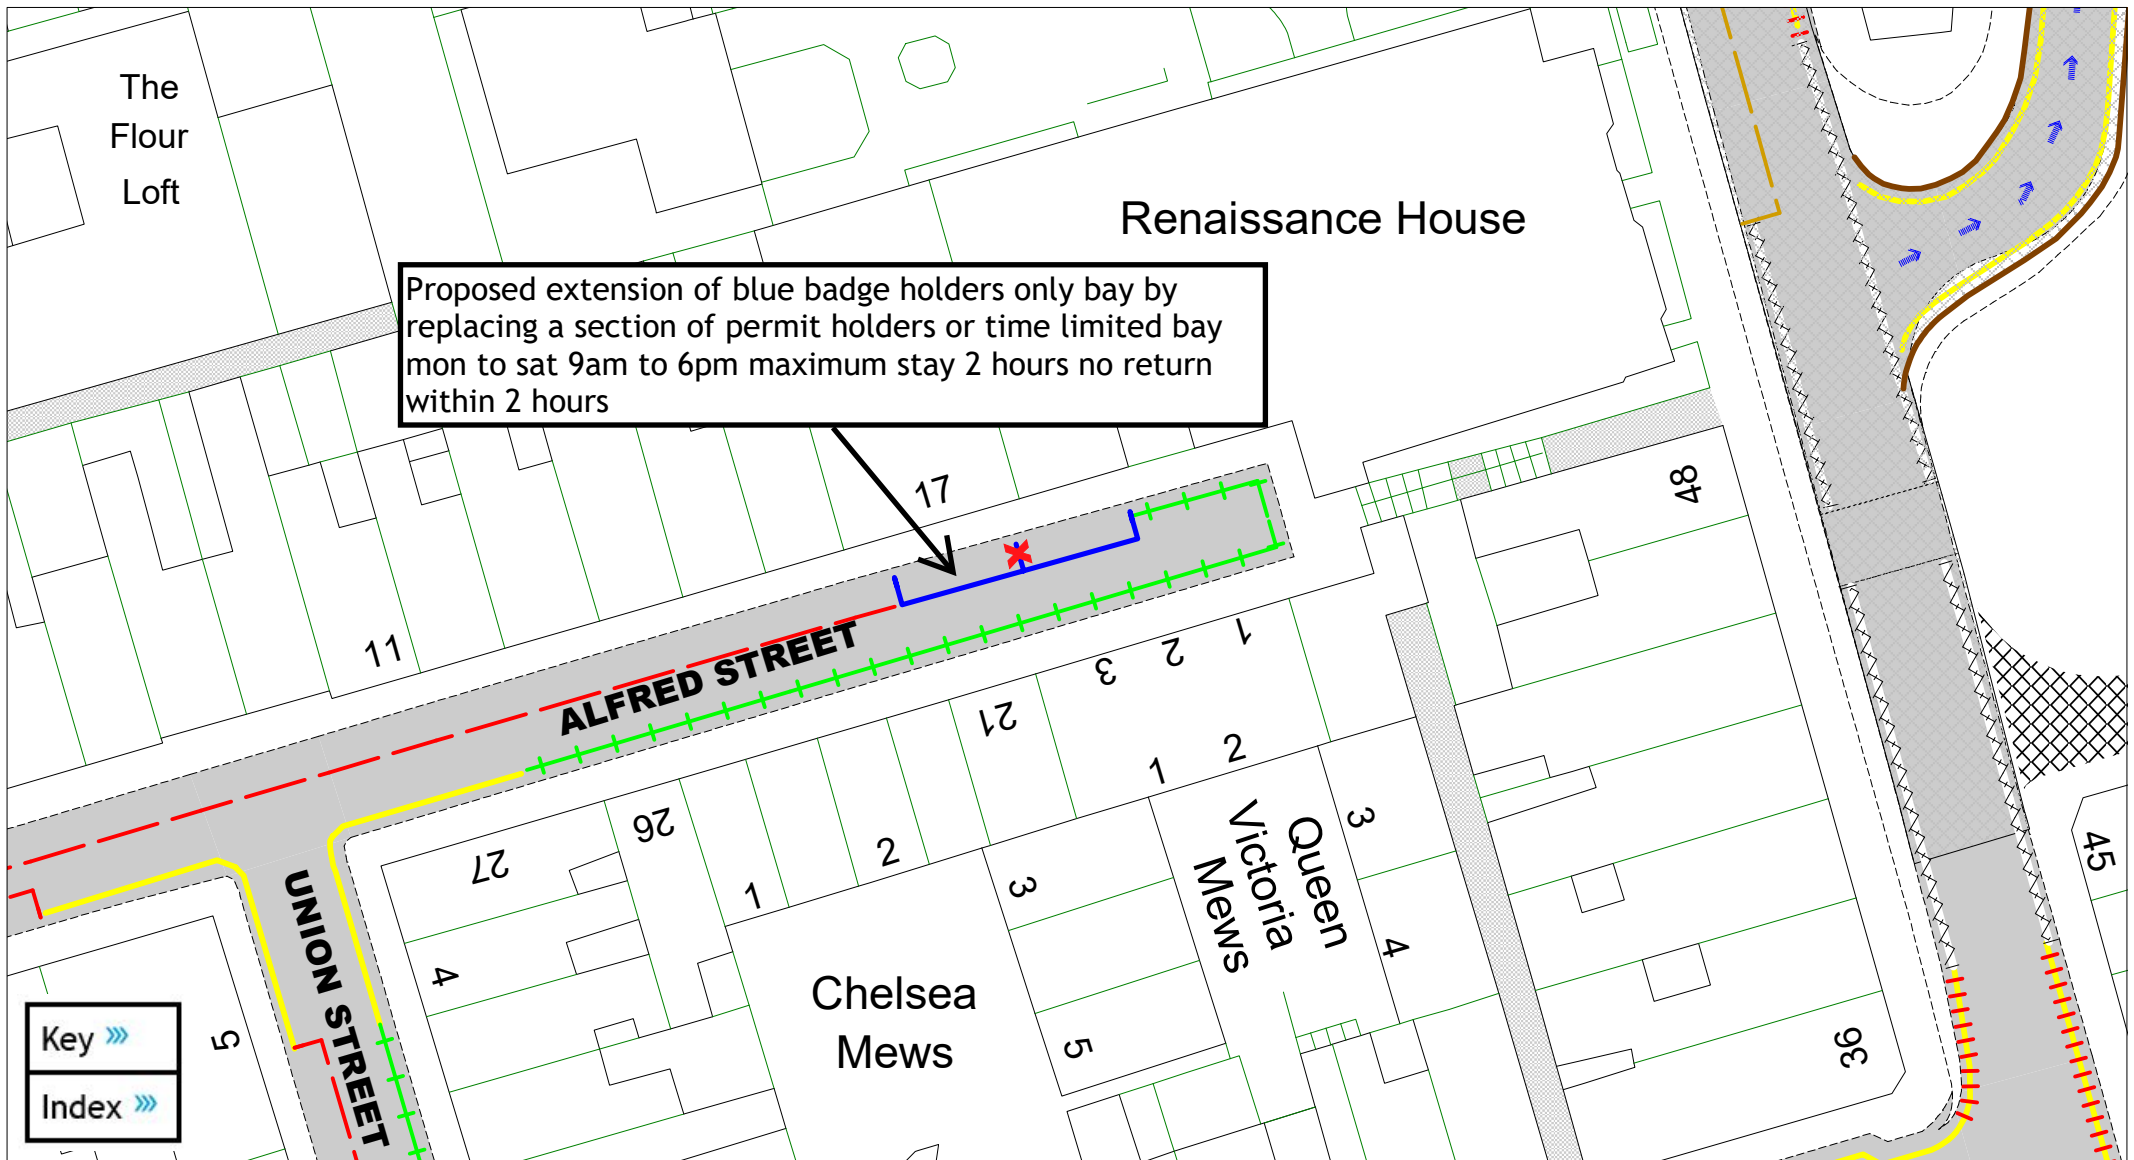 The
Flour
Loft
Renaissance House
Proposed extension of blue badge holders only bay by
replacing a section of permit holders or time limited bay
mon to sat 9am to 6pm maximum stay 2 hours no return
within 2 hours
17
48
11
ALFRED STREET
1
2
3
21
2
1
26
27
2
1
3
3
Queen
Victoria
Mews
4
4
UNION STREET
Chelsea
Mews
5
5
36
45
Key
Index